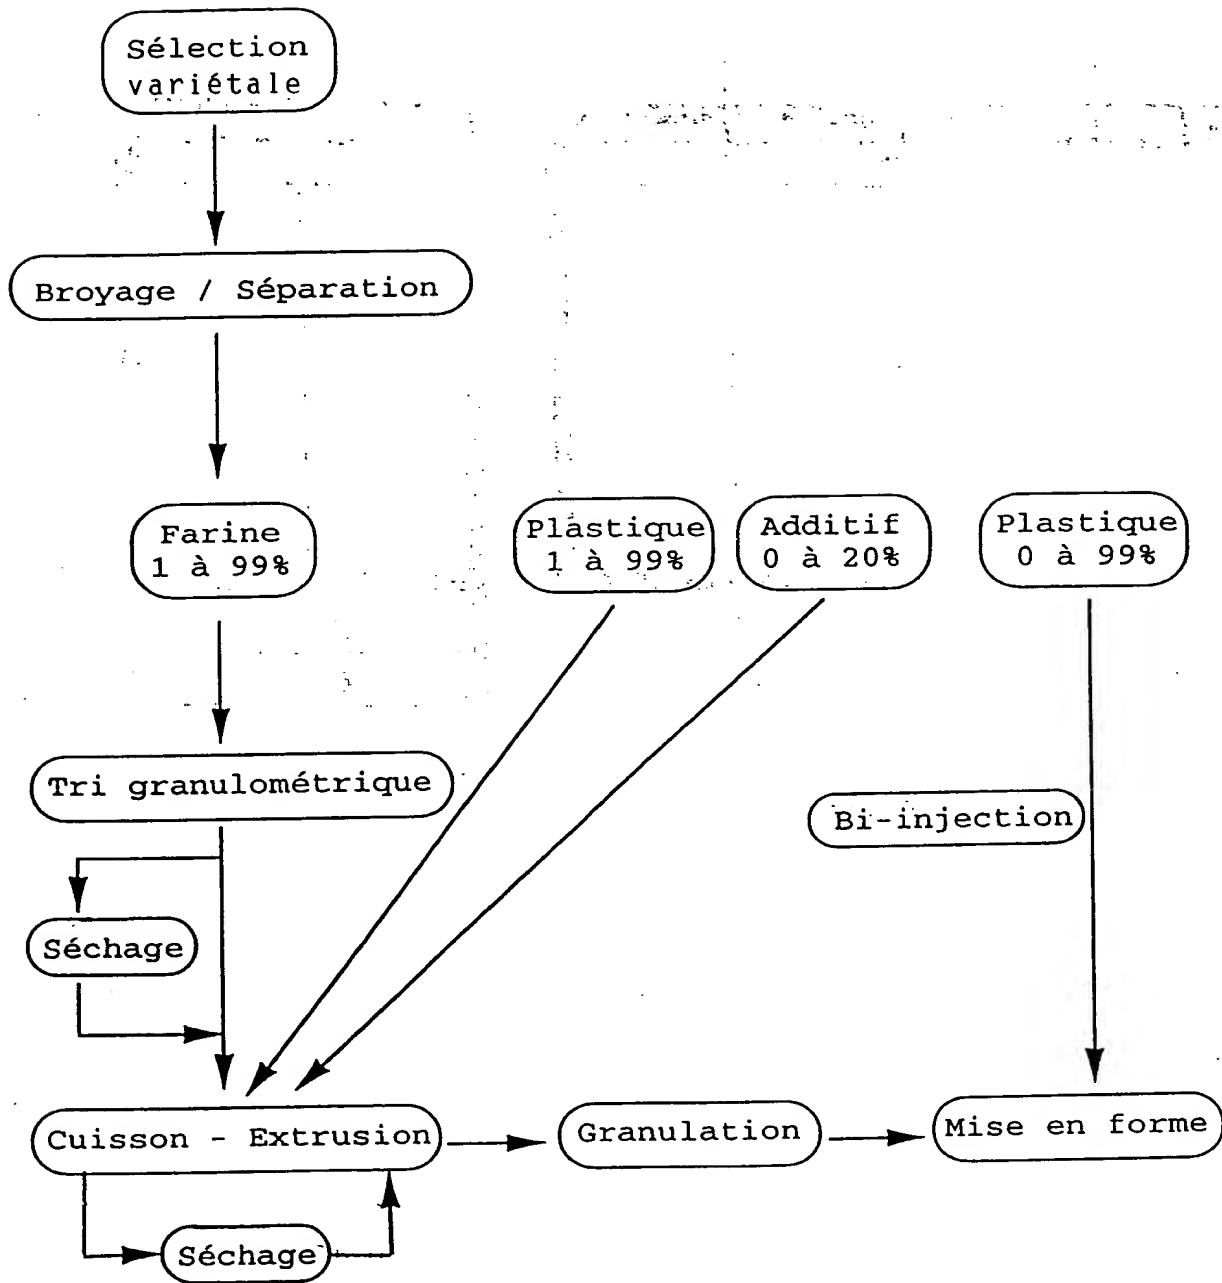 Sélection
variétale
Broyage / Séparation
Farine
1 à 99%
Plastique
1 à 99%
Additif
0 à 20%
Plastique
0 à 99%
Tri granulométrique
Bi-injection
Séchage
Cuisson - Extrusion
Granulation
Mise en forme
Séchage